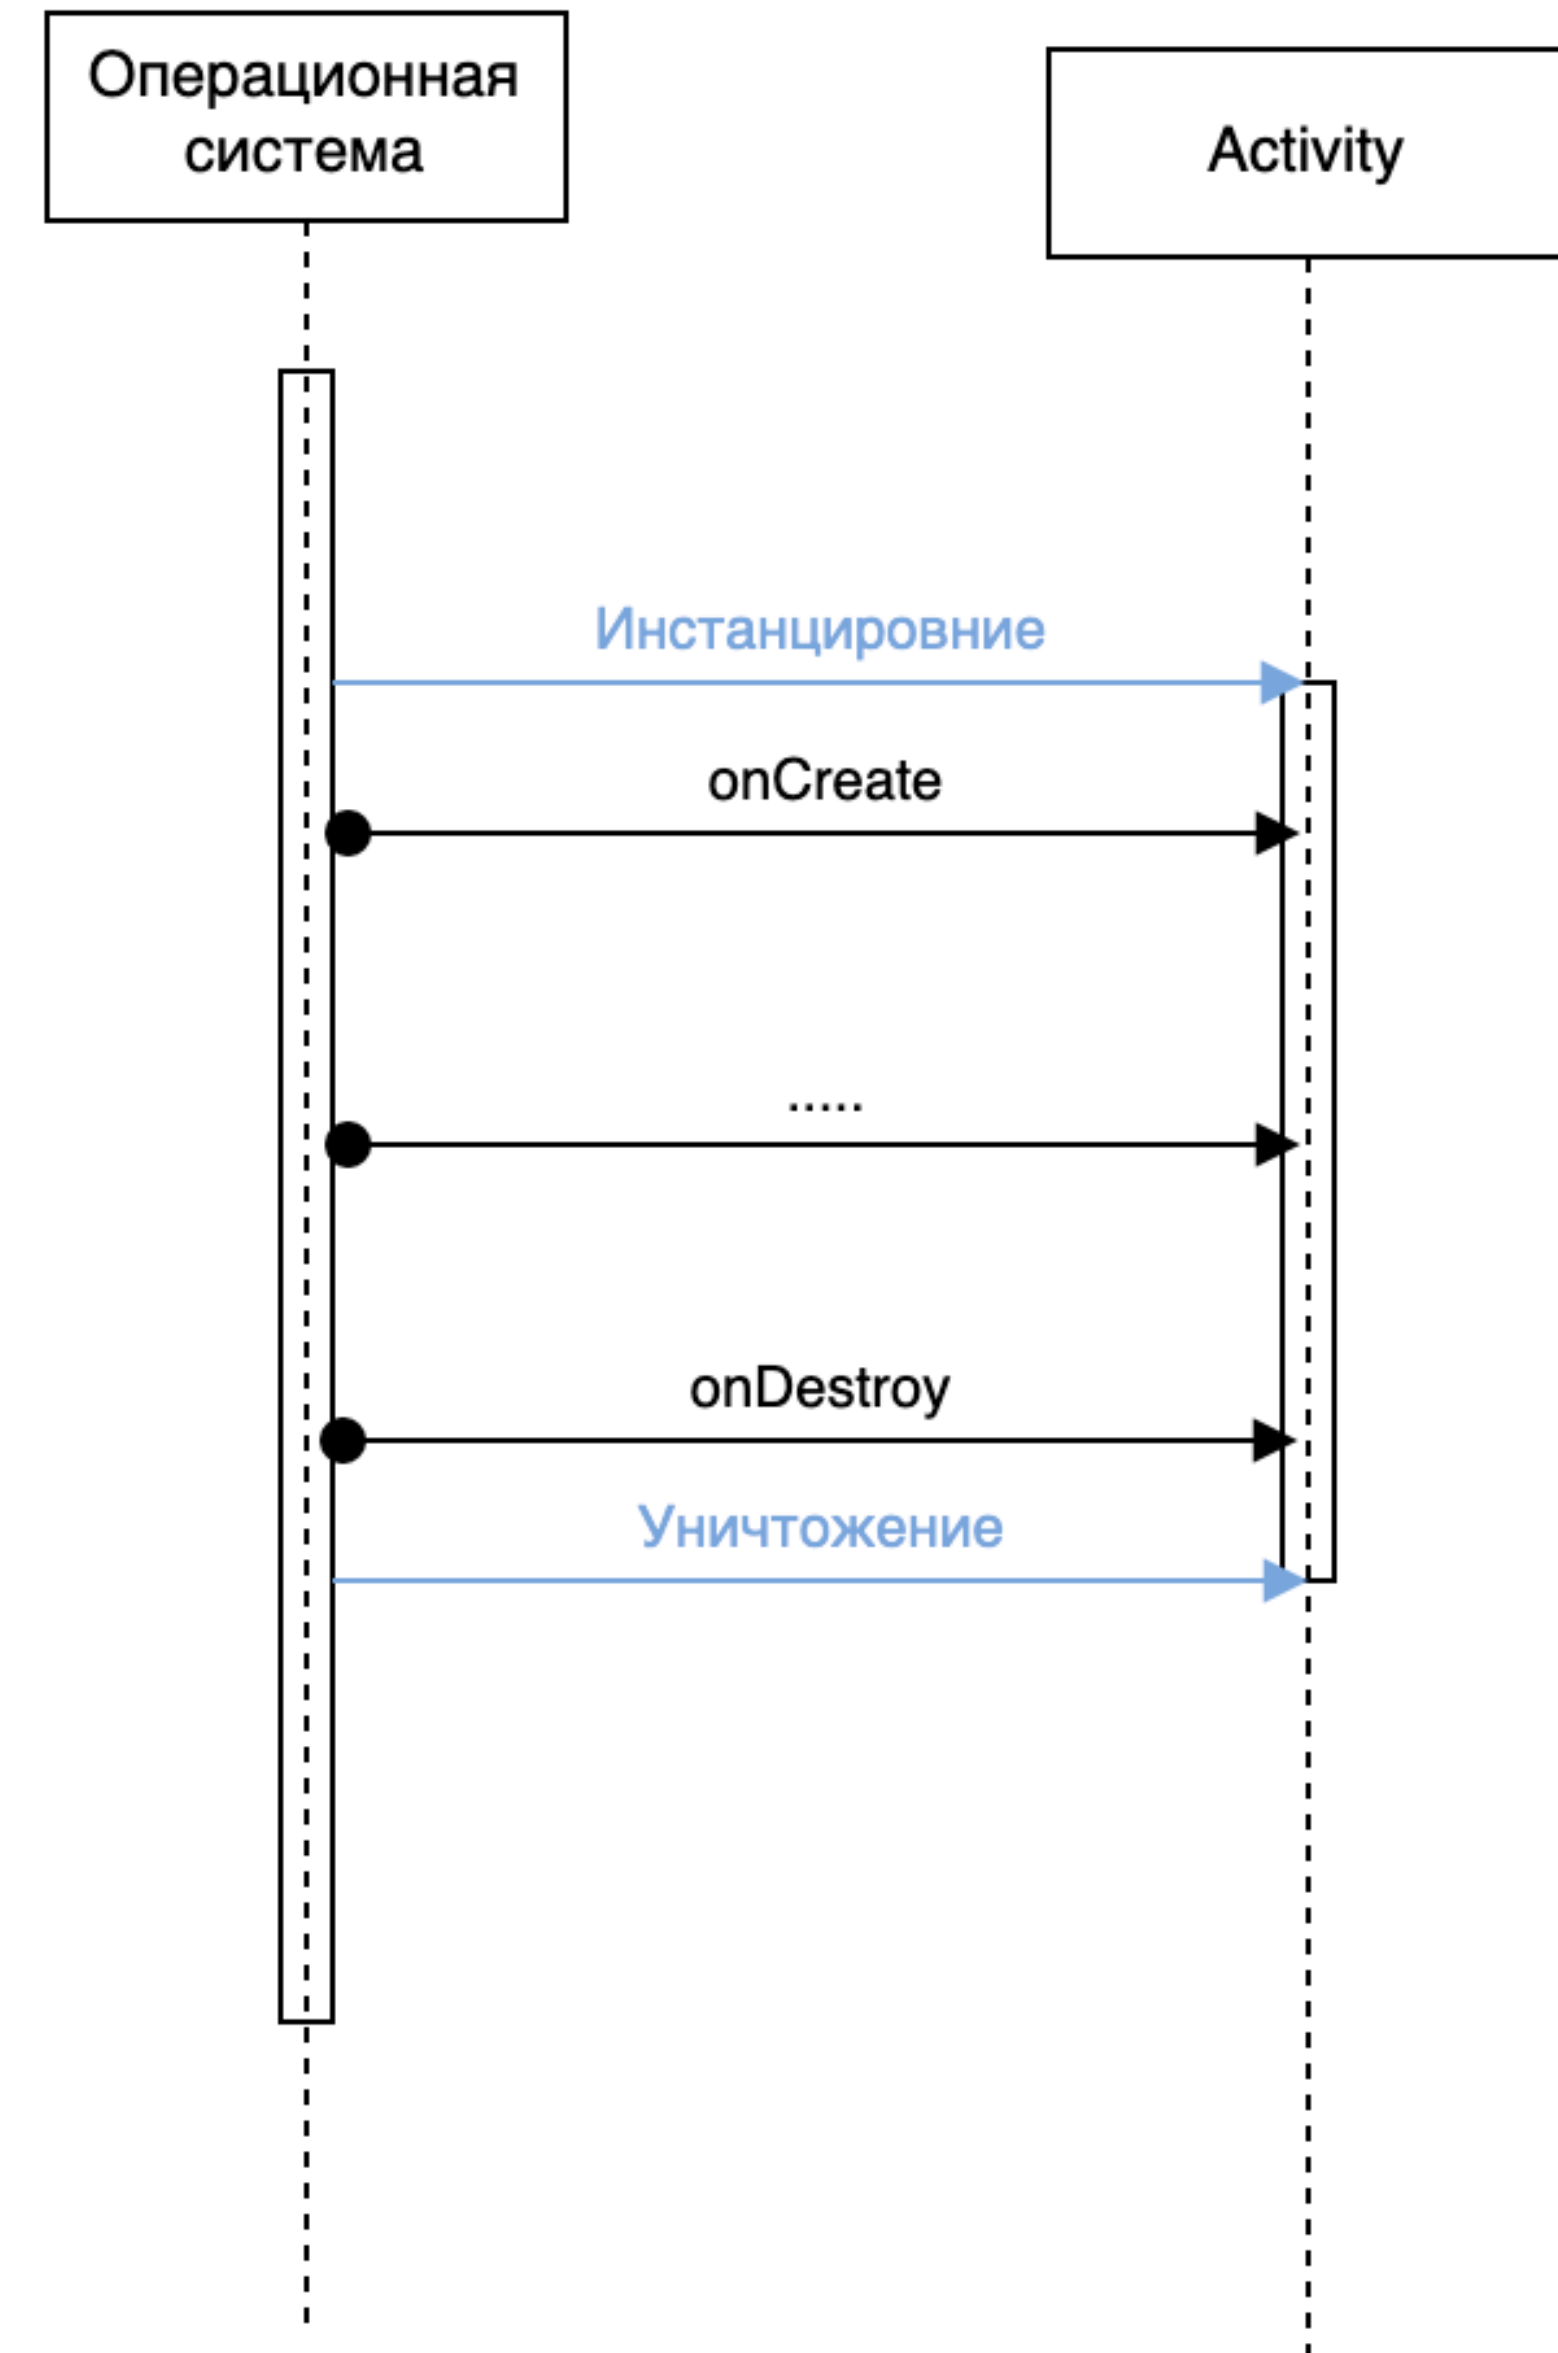 Операционная
система
Activity
Инстанцировние
onCreate
.....
onDestroy
Уничтожение